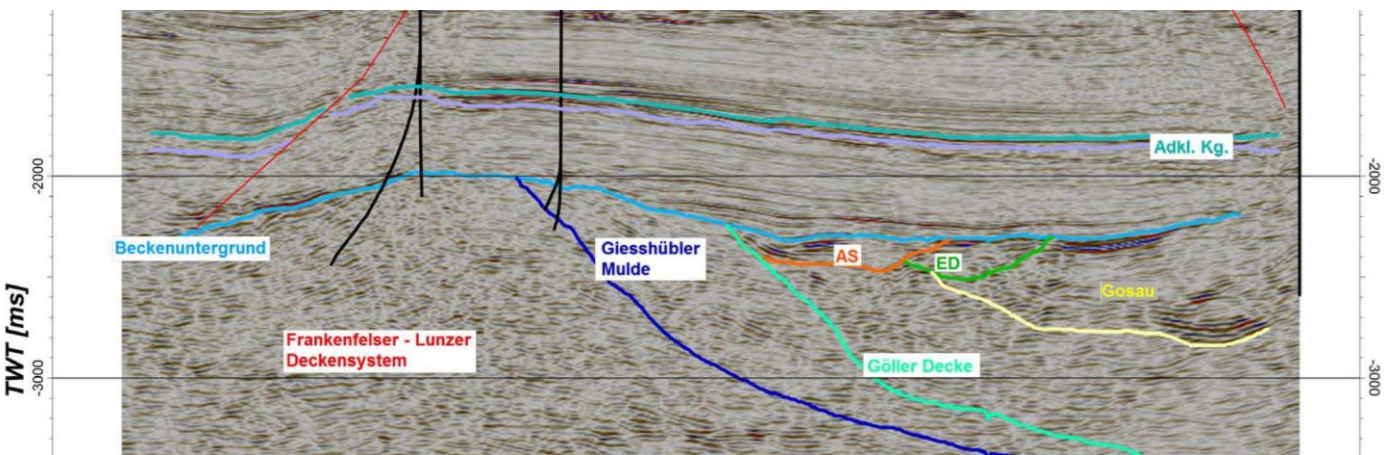 Adkl. Kg.
-2000
-2000
Beckenuntergrund
Giesshübler
Mulde
AS
ED
Gosau
TWT [ms]
Frankenfelser - Lunzer
Deckensystem
Göller Decke
-3000
-3000